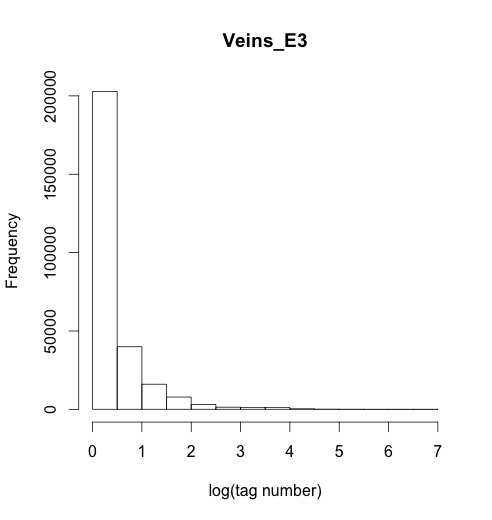 Veins_E3
Frequency
200000
150000
100000
50000
0
0 1 2 3 4 5 6 7
log(tag number)